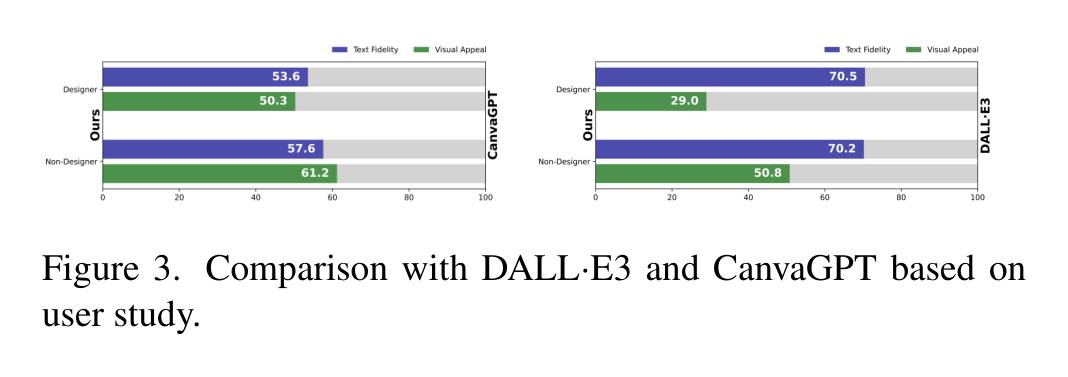 Text Fidelity Visual Appeal
Designer
53.6
50.3
Ours
CanvaGPT
Non-Designer
57.6
61.2
0 20 40 60 80 100
Text Fidelity Visual Appeal
Designer
70.5
29.0
Ours
DALL·E3
Non-Designer
70.2
50.8
0 20 40 60 80 100
Figure 3. Comparison with DALL·E3 and CanvaGPT based on
user study.